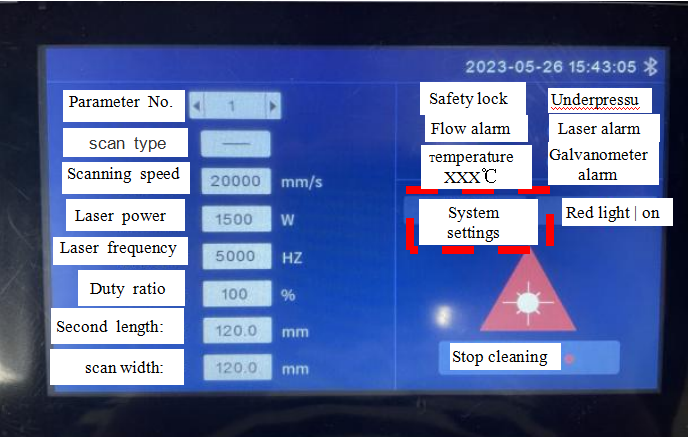 2023-05-26 15:43:05
Parameter No. 1
scan type
Scanning speed 20000 mm/s
Laser power 1500 W
Laser frequency 5000 HZ
Duty ratio 100 %
Second length: 120.0 mm
scan width: 120.0 mm
Safety lock Underpressu
Flow alarm Laser alarm
Temperature
XXX℃
Galvanometer
alarm
System
settings
Red light | on
Stop cleaning